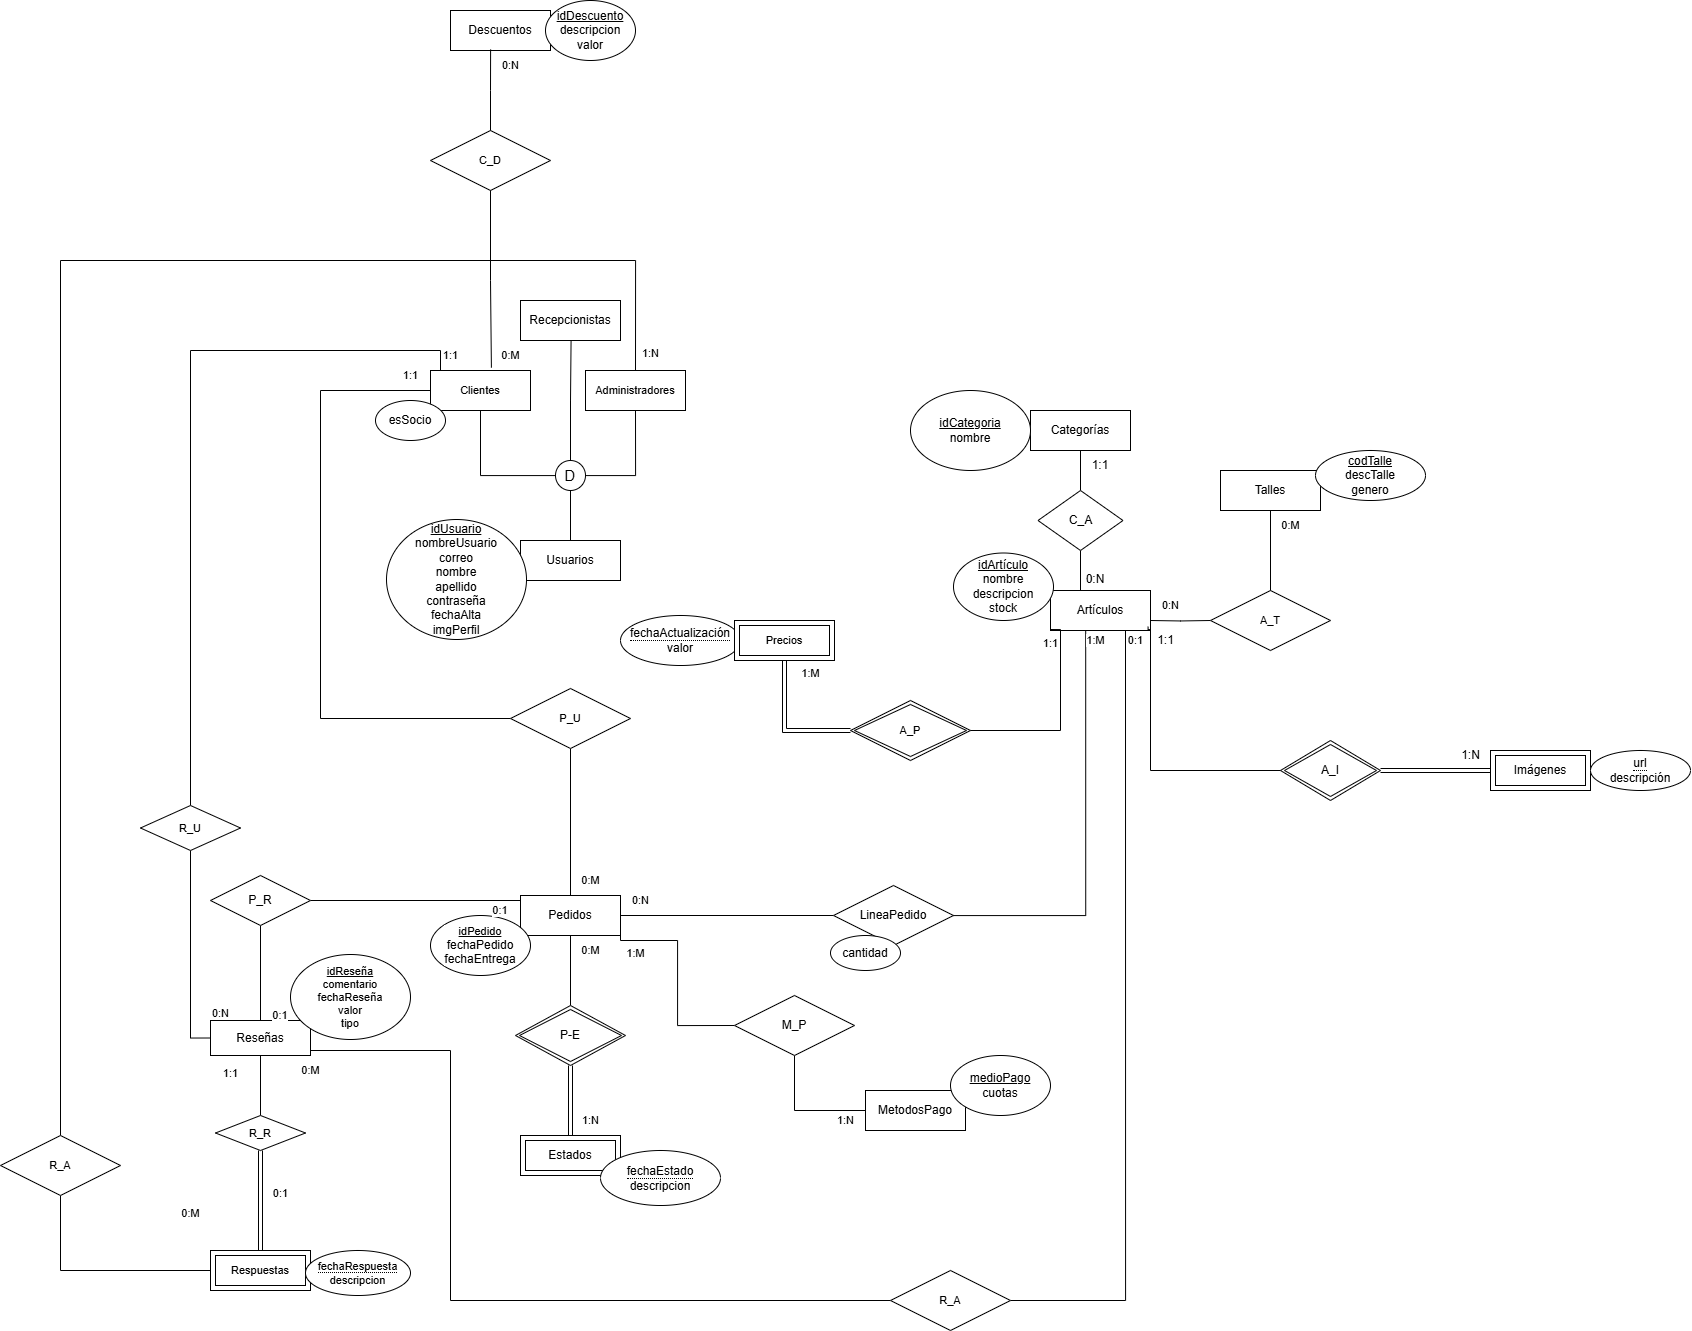 Descuentos
idDescuento
descripcion
valor
0:N
C_D
Recepcionistas
1:1
0:M
1:N
1:1
Clientes
Administradores
esSocio
D
idUsuario
nombreUsuario
correo
nombre
apellido
contraseña
fechaAlta
imgPerfil
Usuarios
idCategoria
nombre
Categorías
1:1
C_A
Talles
codTalle
descTalle
genero
0:M
0:N
idArtículo
nombre
descripcion
stock
Artículos
0:N
A_T
1:1
1:M
0:1
1:1
fechaActualización
valor
Precios
1:M
A_P
A_I
1:N
Imágenes
url
descripción
P_U
R_U
0:M
P_R
0:1
Pedidos
0:N
LineaPedido
cantidad
idPedido
fechaPedido
fechaEntrega
0:M
1:M
idReseña
comentario
fechaReseña
valor
tipo
0:N
0:1
Reseñas
1:1
0:M
P-E
M_P
medioPago
cuotas
MetodosPago
1:N
1:N
Estados
fechaEstado
descripcion
R_R
R_A
0:1
0:M
Respuestas
fechaRespuesta
descripcion
R_A